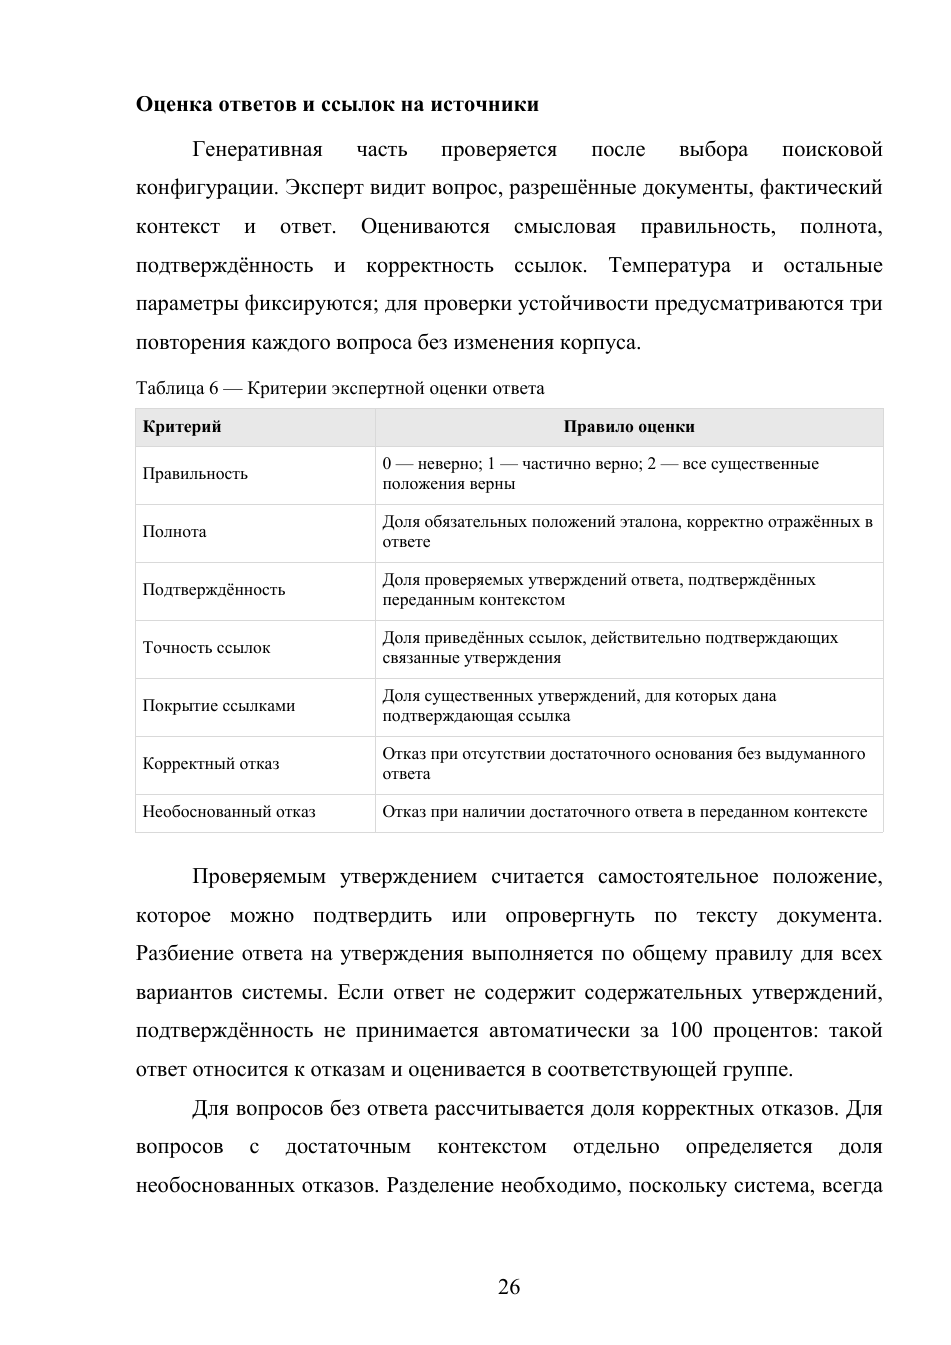 Оценка ответов и ссылок на источники
Генеративная часть проверяется после выбора поисковой
конфигурации. Эксперт видит вопрос, разрешённые документы, фактический
контекст и ответ. Оцениваются смысловая правильность, полнота,
подтверждённость и корректность ссылок. Температура и остальные
параметры фиксируются; для проверки устойчивости предусматриваются три
повторения каждого вопроса без изменения корпуса.
Таблица 6 — Критерии экспертной оценки ответа
Критерий Правило оценки
Правильность
0 — неверно; 1 — частично верно; 2 — все существенные
положения верны
Полнота
Доля обязательных положений эталона, корректно отражённых в
ответе
Подтверждённость
Доля проверяемых утверждений ответа, подтверждённых
переданным контекстом
Точность ссылок
Доля приведённых ссылок, действительно подтверждающих
связанные утверждения
Покрытие ссылками
Доля существенных утверждений, для которых дана
подтверждающая ссылка
Корректный отказ
Отказ при отсутствии достаточного основания без выдуманного
ответа
Необоснованный отказ Отказ при наличии достаточного ответа в переданном контексте
Проверяемым утверждением считается самостоятельное положение,
которое можно подтвердить или опровергнуть по тексту документа.
Разбиение ответа на утверждения выполняется по общему правилу для всех
вариантов системы. Если ответ не содержит содержательных утверждений,
подтверждённость не принимается автоматически за 100 процентов: такой
ответ относится к отказам и оценивается в соответствующей группе.
Для вопросов без ответа рассчитывается доля корректных отказов. Для
вопросов с достаточным контекстом отдельно определяется доля
необоснованных отказов. Разделение необходимо, поскольку система, всегда
26